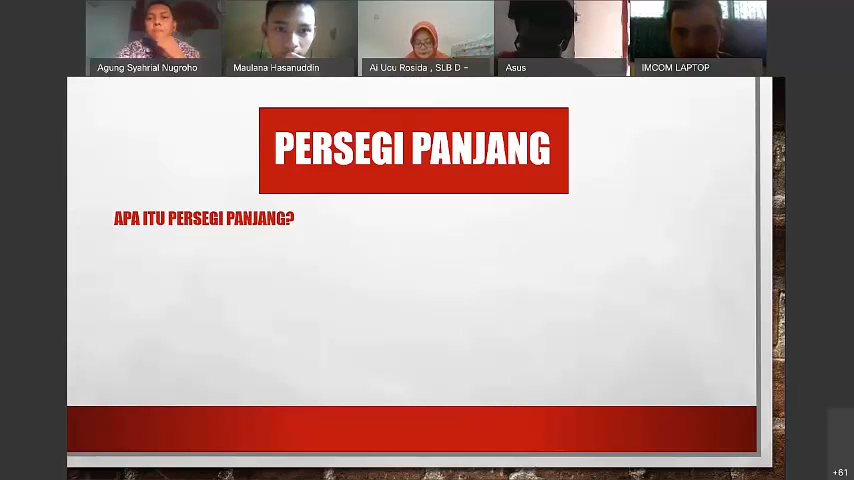 Agung Syahrial Nugroho
Maulana Hasanuddin
Ai Ucu Rosida , SLB D -
Asus
IMCOM LAPTOP
PERSEGI PANJANG
APA ITU PERSEGI PANJANG?
+61